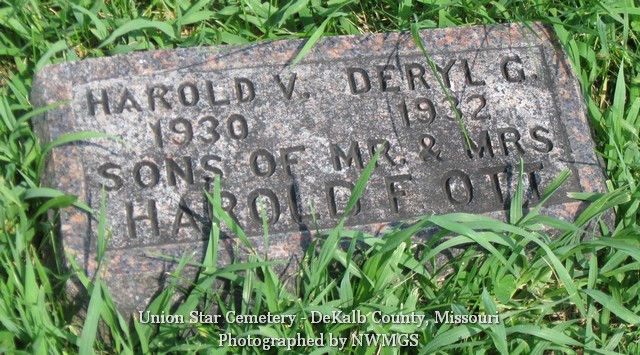 HAROLD V. DERYL G.
1930 1932
SONS OF MR. & MRS
HAROLD F OTT
Union Star Cemetery - DeKalb County, Missouri
Photographed by NWMGS